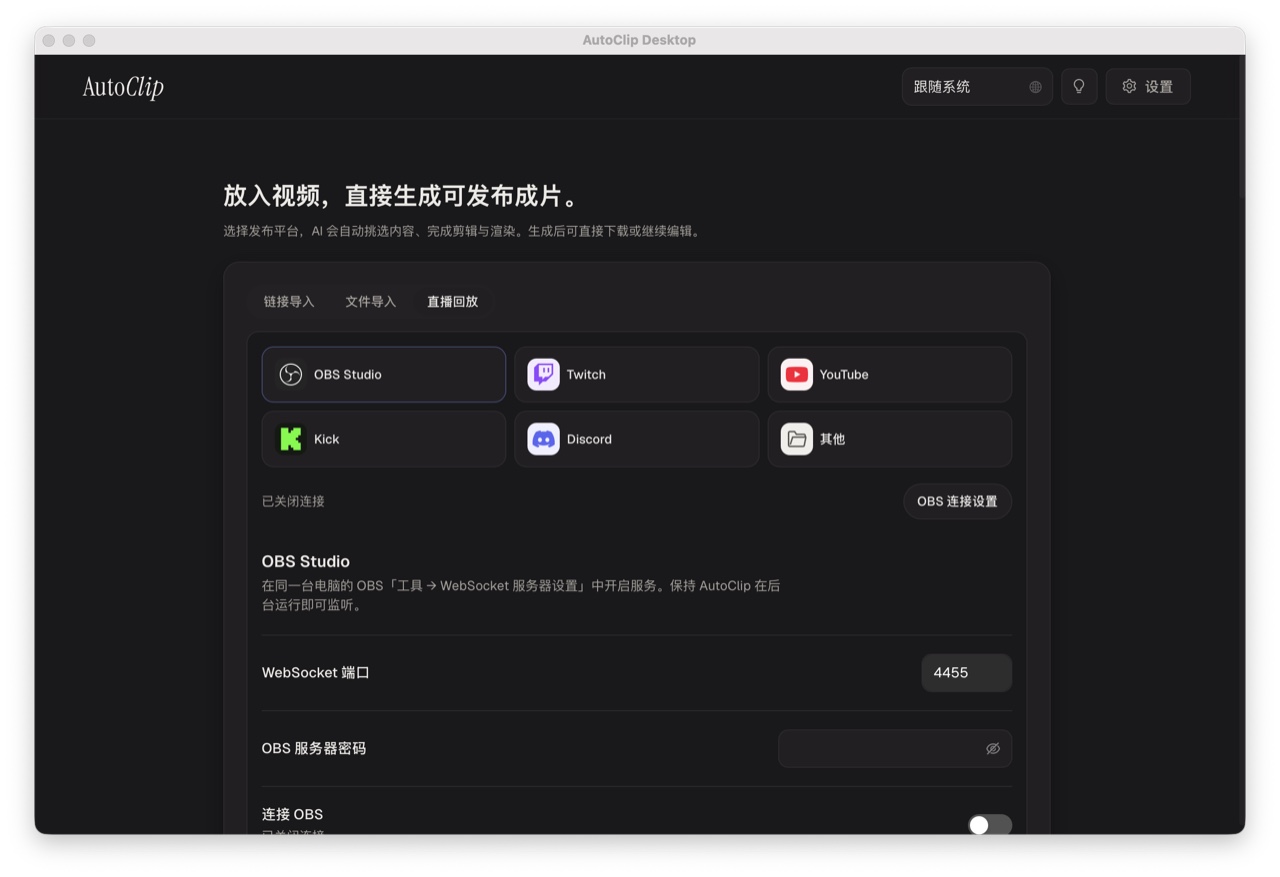 AutoClip Desktop
AutoClip
跟随系统
设置
放入视频，直接生成可发布成片。
选择发布平台，AI 会自动挑选内容、完成剪辑与渲染。生成后可直接下载或继续编辑。
链接导入 文件导入 直播回放
OBS Studio
Twitch
YouTube
Kick
Discord
其他
已关闭连接
OBS 连接设置
OBS Studio
在同一台电脑的 OBS「工具 → WebSocket 服务器设置」中开启服务。保持 AutoClip 在后
台运行即可监听。
WebSocket 端口
4455
OBS 服务器密码
连接 OBS
已关闭连接